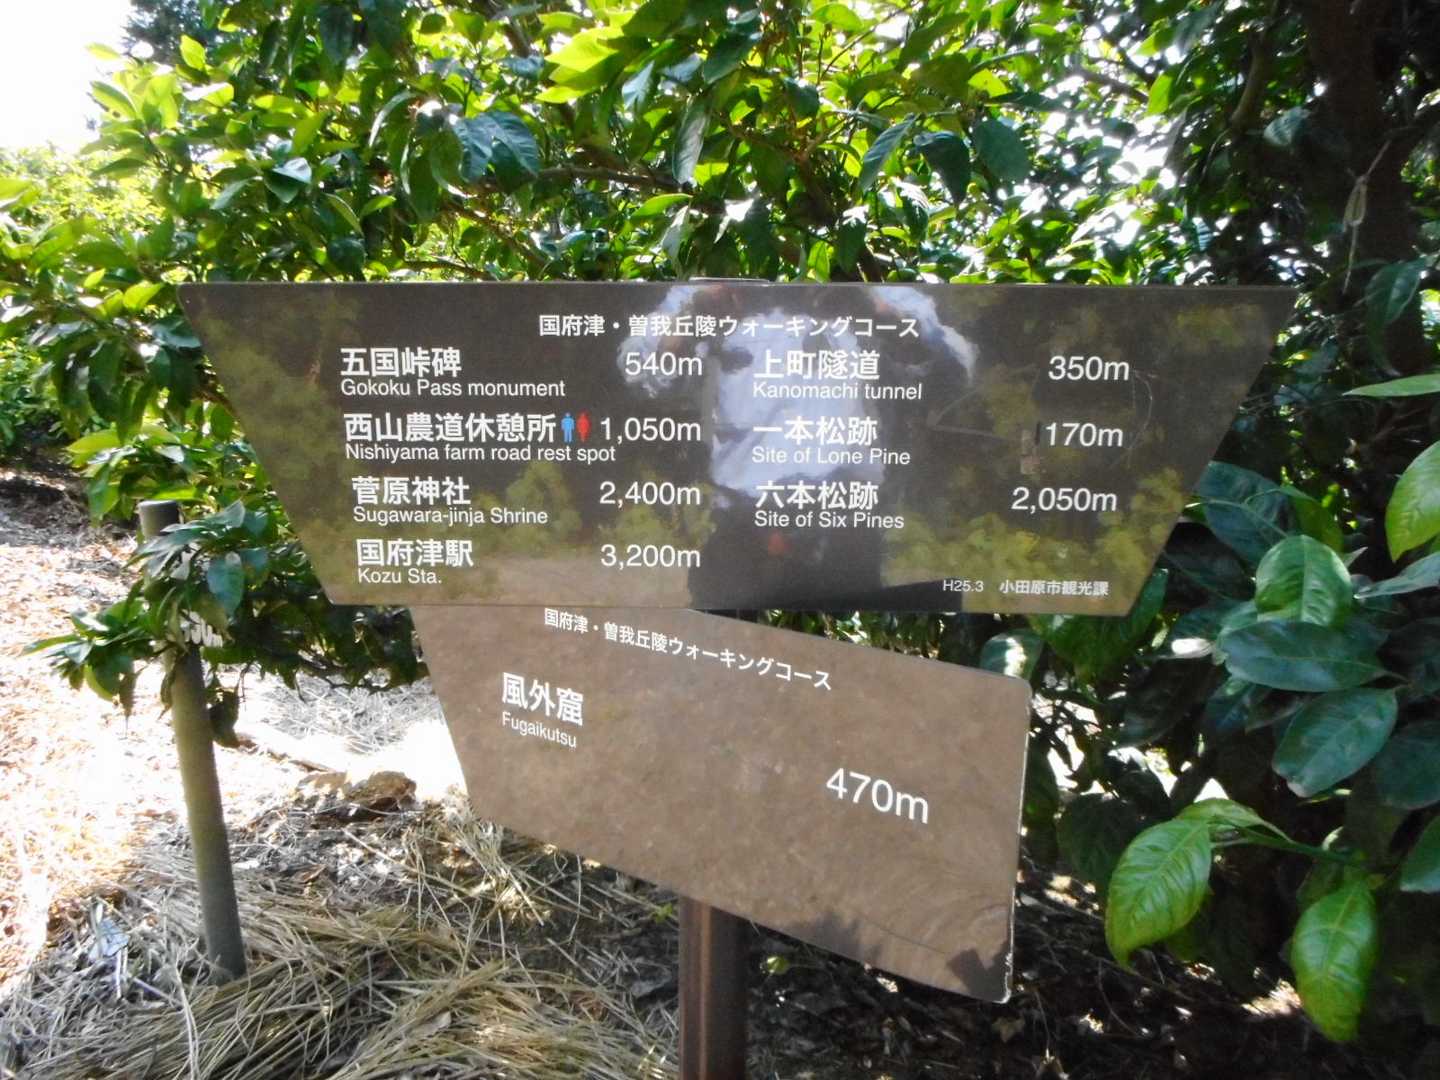 国府津・曽我丘陵ウォーキングコース
五国峠碑 540m
Gokoku Pass monument
西山農道休憩所 1,050m
Nishiyama farm road rest spot
菅原神社 2,400m
Sugawara-jinja Shrine
国府津駅 3,200m
Kozu Sta.
上町隧道 350m
Kanomachi tunnel
一本松跡 170m
Site of Lone Pine
六本松跡 2,050m
Site of Six Pines
H25.3 小田原市観光課
国府津・曽我丘陵ウォーキングコース
風外窟
Fugaikutsu
470m